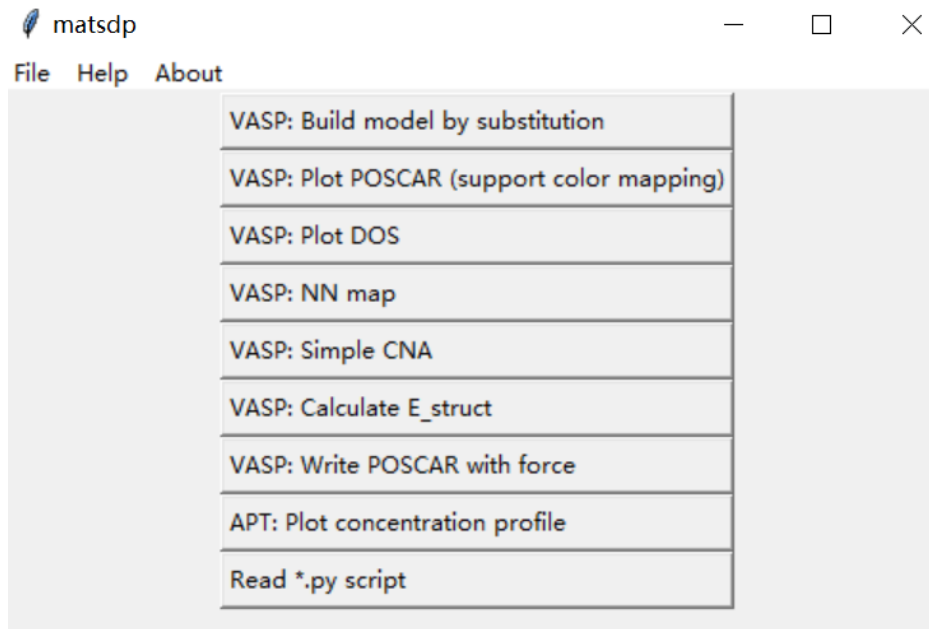 matsdp
File Help About
VASP: Build model by substitution
VASP: Plot POSCAR (support color mapping)
VASP: Plot DOS
VASP: NN map
VASP: Simple CNA
VASP: Calculate E_struct
VASP: Write POSCAR with force
APT: Plot concentration profile
Read *.py script